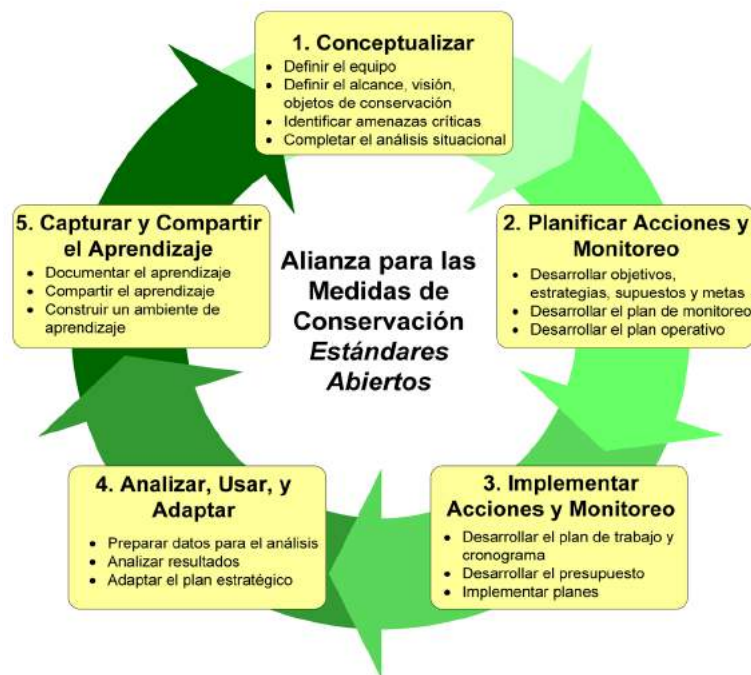 1. Conceptualizar
• Definir el equipo
• Definir el alcance, visión,
objetos de conservación
• Identificar amenazas críticas
• Completar el análisis situacional
2. Planificar Acciones y
Monitoreo
• Desarrollar objetivos,
estrategias, supuestos y metas
• Desarrollar el plan de monitoreo
• Desarrollar el plan operativo
3. Implementar
Acciones y Monitoreo
• Desarrollar el plan de trabajo y
cronograma
• Desarrollar el presupuesto
• Implementar planes
4. Analizar, Usar, y
Adaptar
• Preparar datos para el análisis
• Analizar resultados
• Adaptar el plan estratégico
5. Capturar y Compartir
el Aprendizaje
• Documentar el aprendizaje
• Compartir el aprendizaje
• Construir un ambiente de
aprendizaje
Alianza para las
Medidas de
Conservación
Estándares
Abiertos